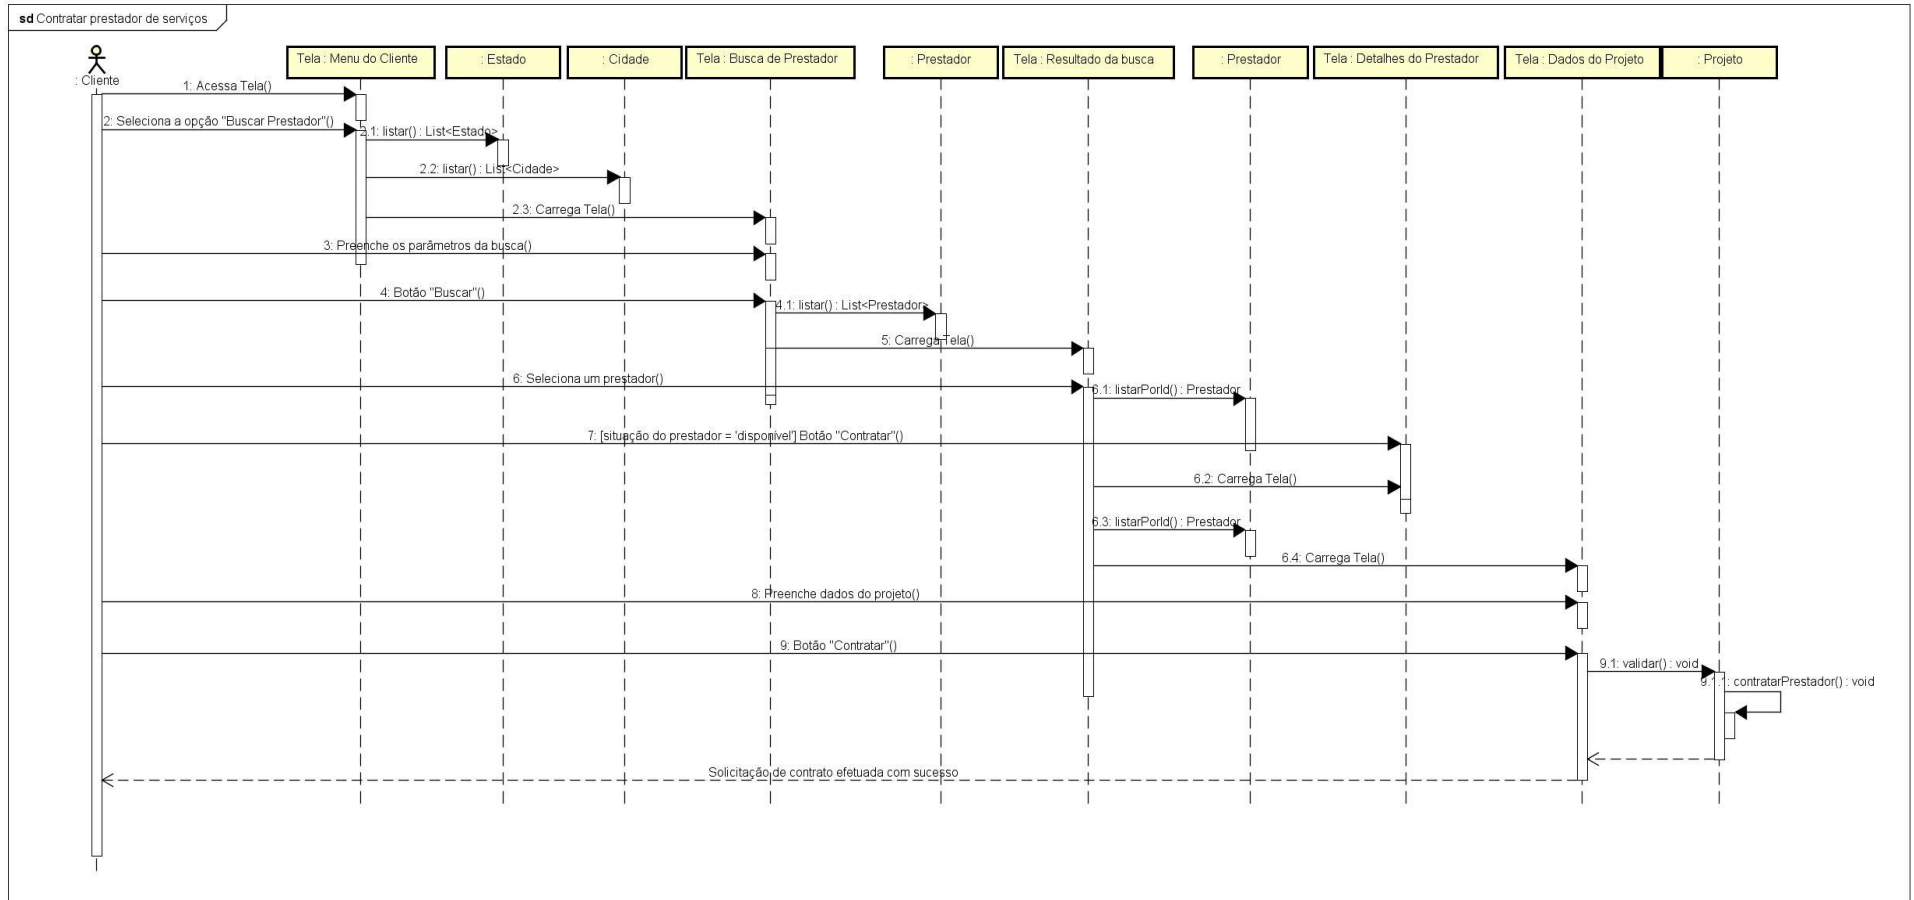 sd Contratar prestador de serviços
: Cliente
Tela : Menu do Cliente
: Estado
: Cidade
Tela : Busca de Prestador
: Prestador
Tela : Resultado da busca
: Prestador
Tela : Detalhes do Prestador
Tela : Dados do Projeto
: Projeto
1: Acessa Tela()
2: Seleciona a opção "Buscar Prestador"()
2.1: listar() : List<Estado>
2.2: listar() : List<Cidade>
2.3: Carrega Tela()
3: Preenche os parâmetros da busca()
4: Botão "Buscar"()
4.1: listar() : List<Prestador>
5: Carrega Tela()
6: Seleciona um prestador()
6.1: listarPorId() : Prestador
7: [situação do prestador = 'disponível'] Botão "Contratar"()
6.2: Carrega Tela()
6.3: listarPorId() : Prestador
6.4: Carrega Tela()
8: Preenche dados do projeto()
9: Botão "Contratar"()
9.1: validar() : void
9.1.1: contratarPrestador() : void
Solicitação de contrato efetuada com sucesso